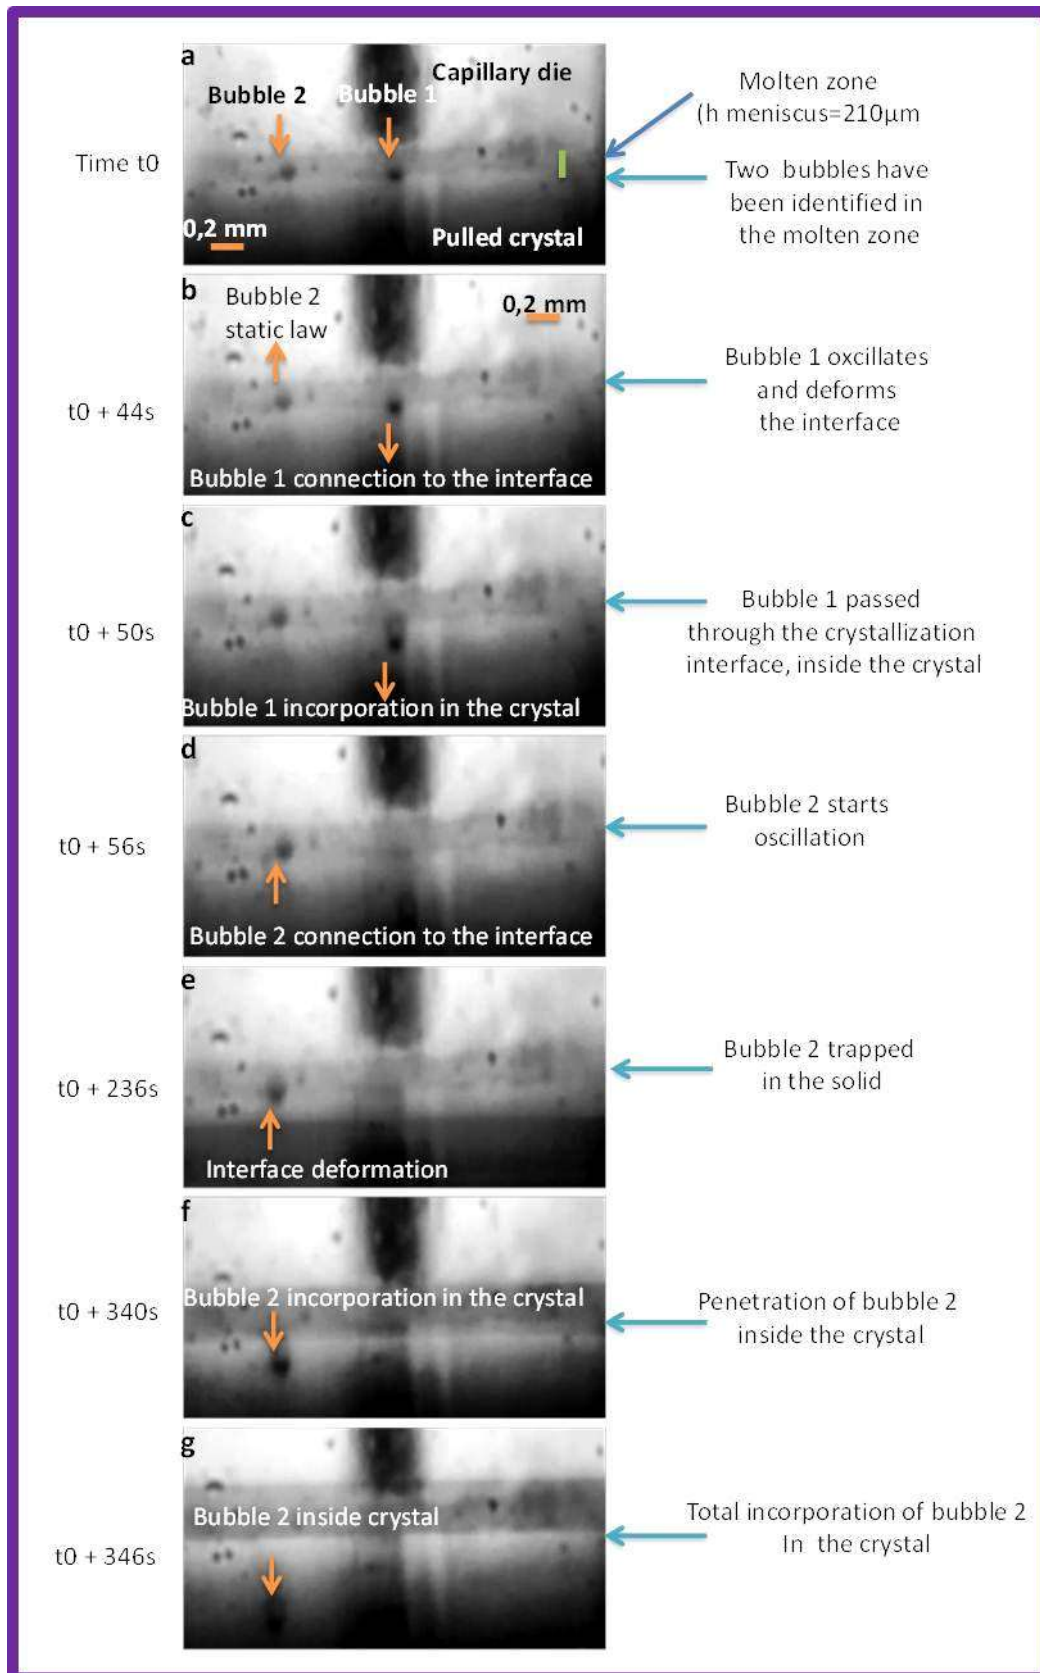 a
Capillary die
Bubble 2
Bubble 1
Time t0
0,2 mm
Pulled crystal
Molten zone
(h meniscus=210µm
Two bubbles have
been identified in
the molten zone
b
Bubble 2
static law
0,2 mm
t0 + 44s
Bubble 1 connection to the interface
Bubble 1 oxcillates
and deforms
the interface
c
t0 + 50s
Bubble 1 incorporation in the crystal
Bubble 1 passed
through the crystallization
interface, inside the crystal
d
t0 + 56s
Bubble 2 connection to the interface
Bubble 2 starts
oscillation
e
t0 + 236s
Interface deformation
Bubble 2 trapped
in the solid
f
t0 + 340s
Bubble 2 incorporation in the crystal
Penetration of bubble 2
inside the crystal
g
Bubble 2 inside crystal
t0 + 346s
Total incorporation of bubble 2
In the crystal